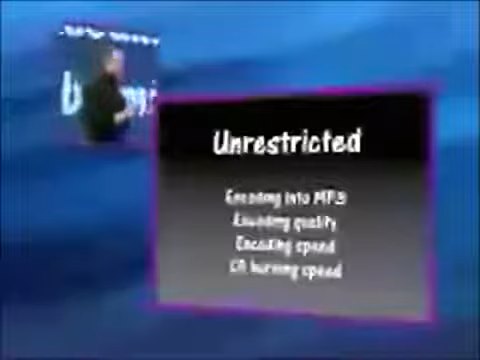 Unrestricted
Encoding into MP3
Encoding quality
Encoding speed
CD burning speed